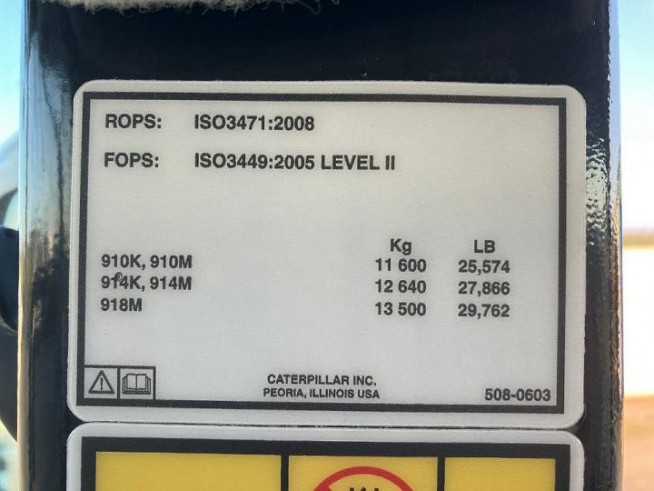 ROPS: ISO3471:2008
FOPS: ISO3449:2005 LEVEL II
Kg LB
910K, 910M 11 600 25,574
914K, 914M 12 640 27,866
918M 13 500 29,762
CATERPILLAR INC.
PEORIA, ILLINOIS USA
508-0603